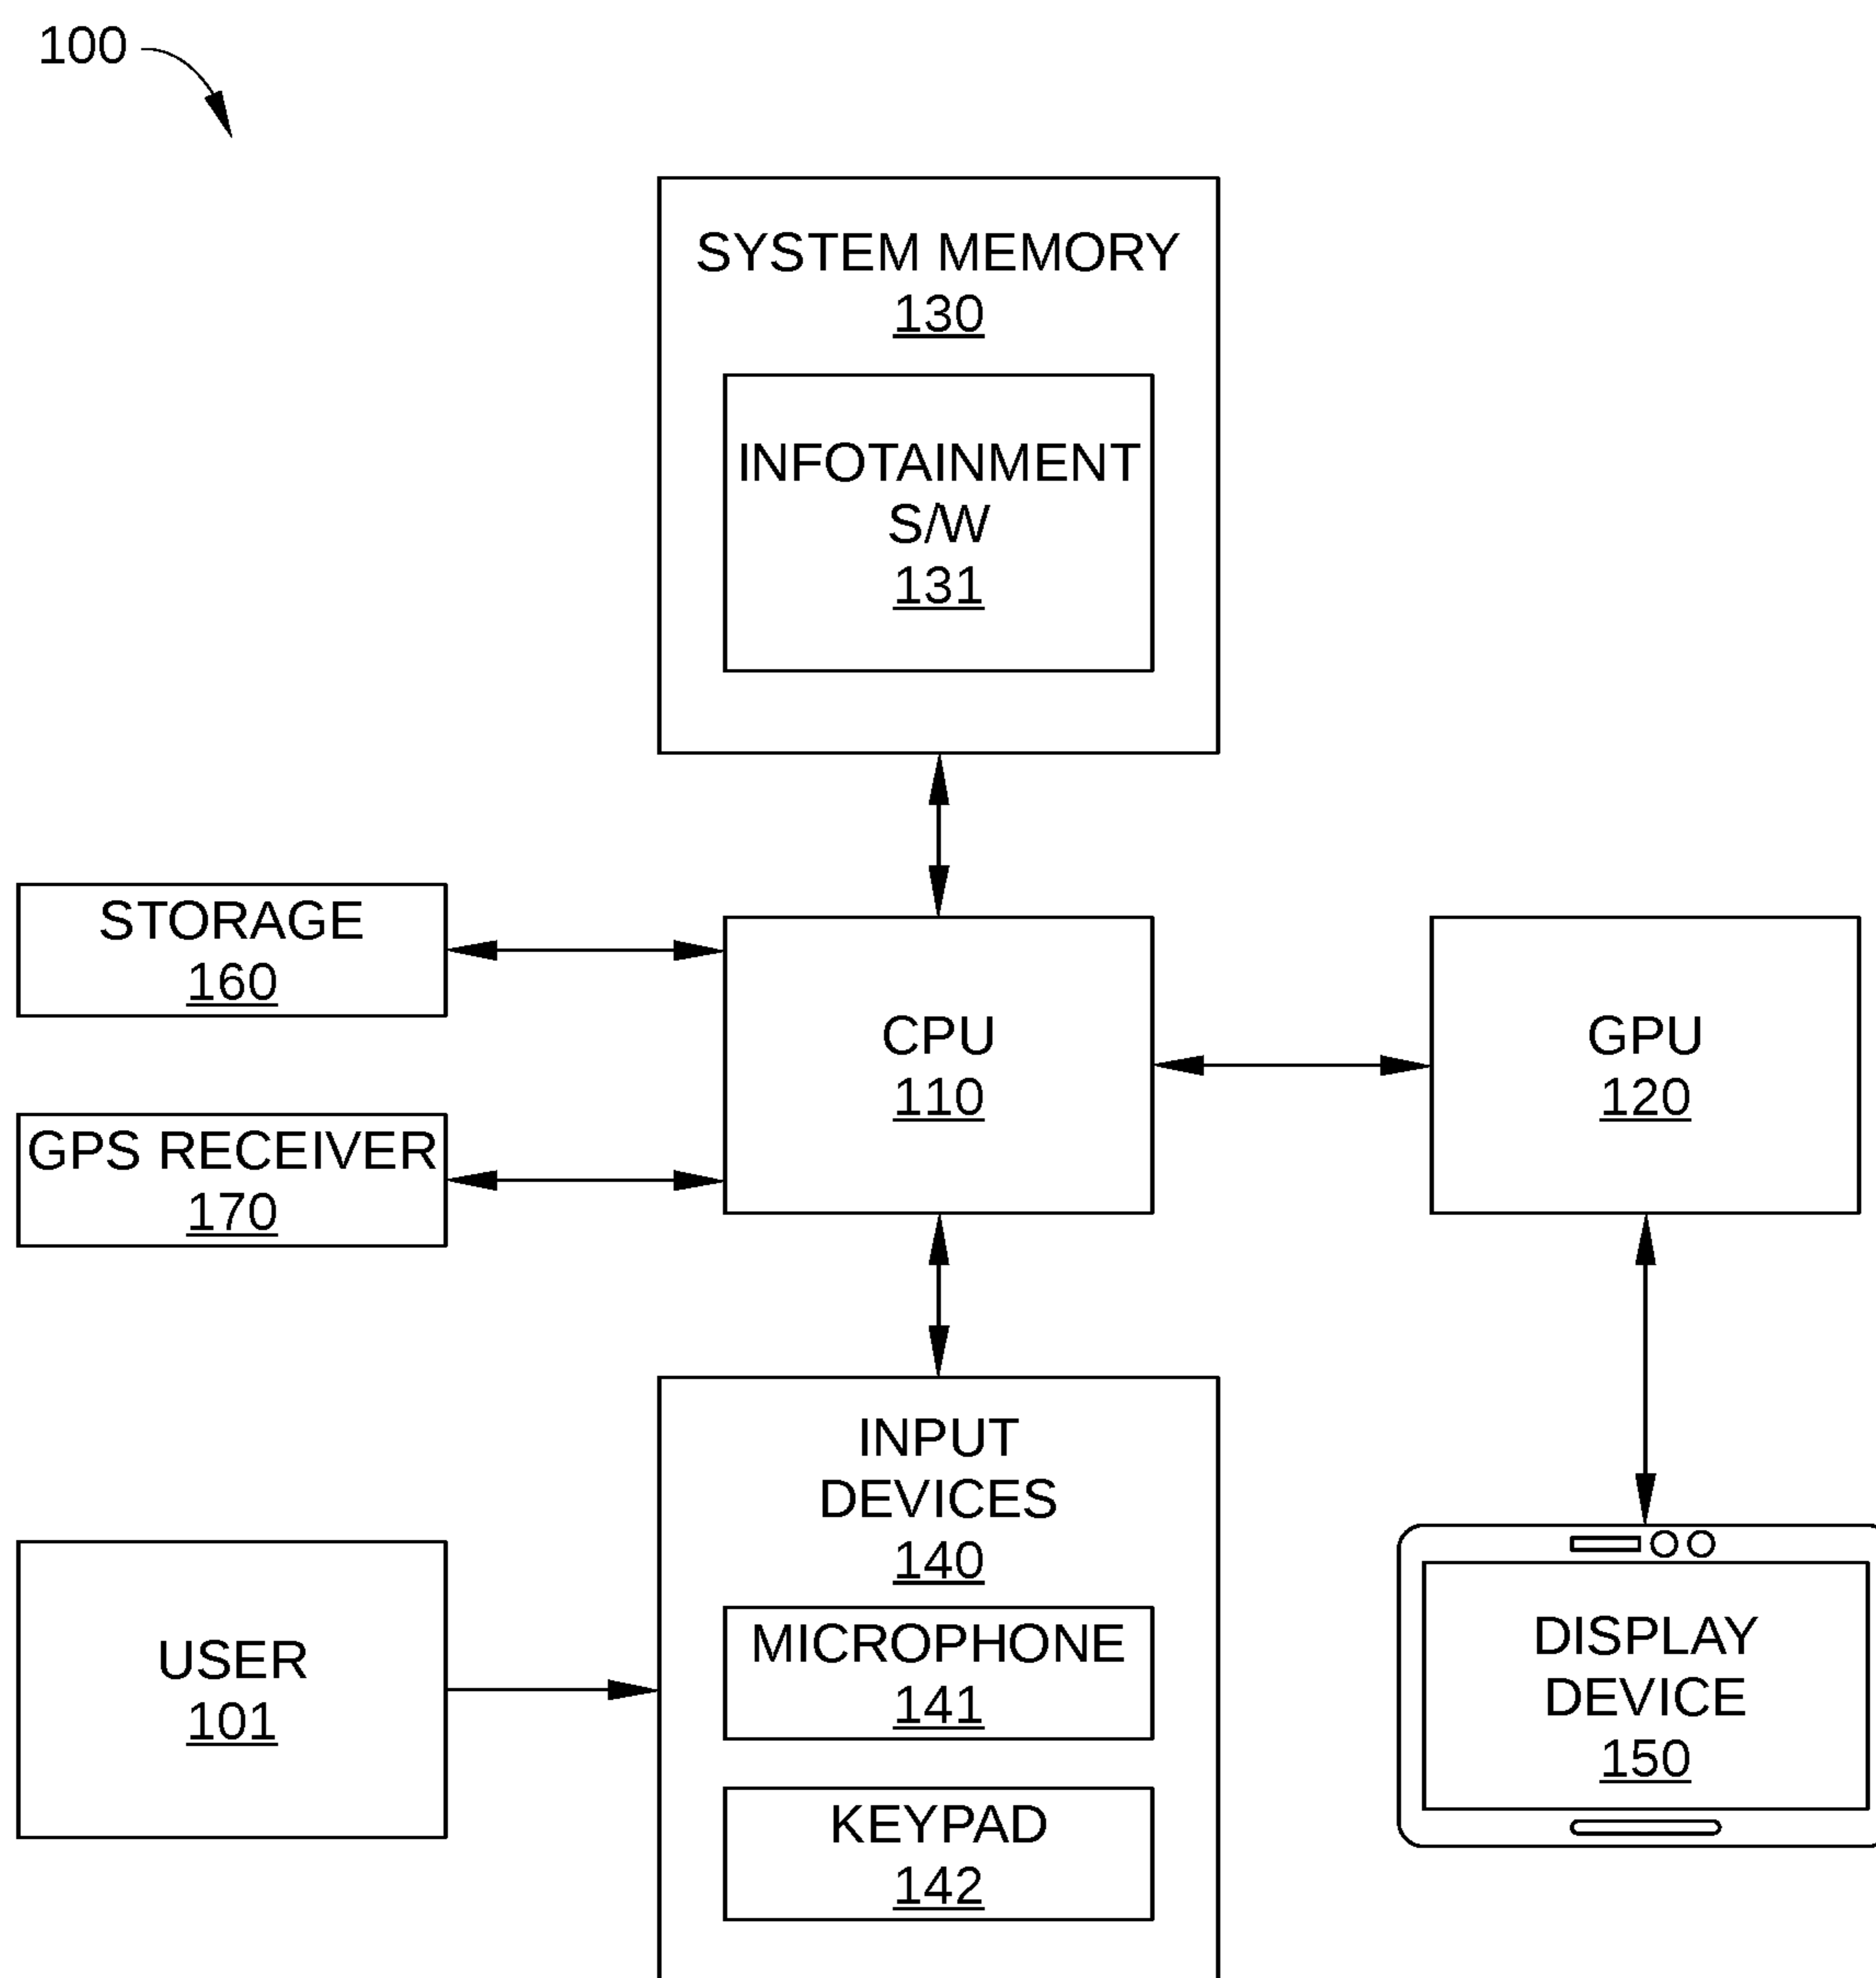 100
SYSTEM MEMORY
130
INFOTAINMENT
S/W
131
STORAGE
160
GPS RECEIVER
170
CPU
110
GPU
120
USER
101
INPUT
DEVICES
140
MICROPHONE
141
KEYPAD
142
DISPLAY
DEVICE
150